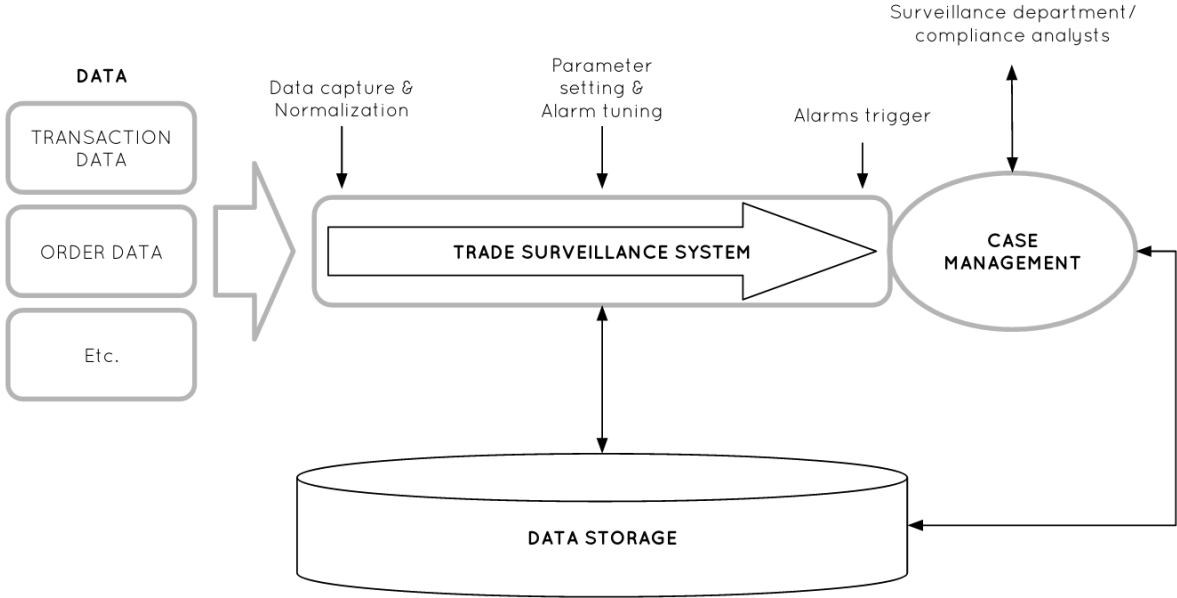 Surveillance department/
compliance analysts
DATA
Data capture &
Normalization
Parameter
setting &
Alarm tuning
Alarms trigger
TRANSACTION
DATA
ORDER DATA
Etc.
TRADE SURVEILLANCE SYSTEM
CASE
MANAGEMENT
DATA STORAGE